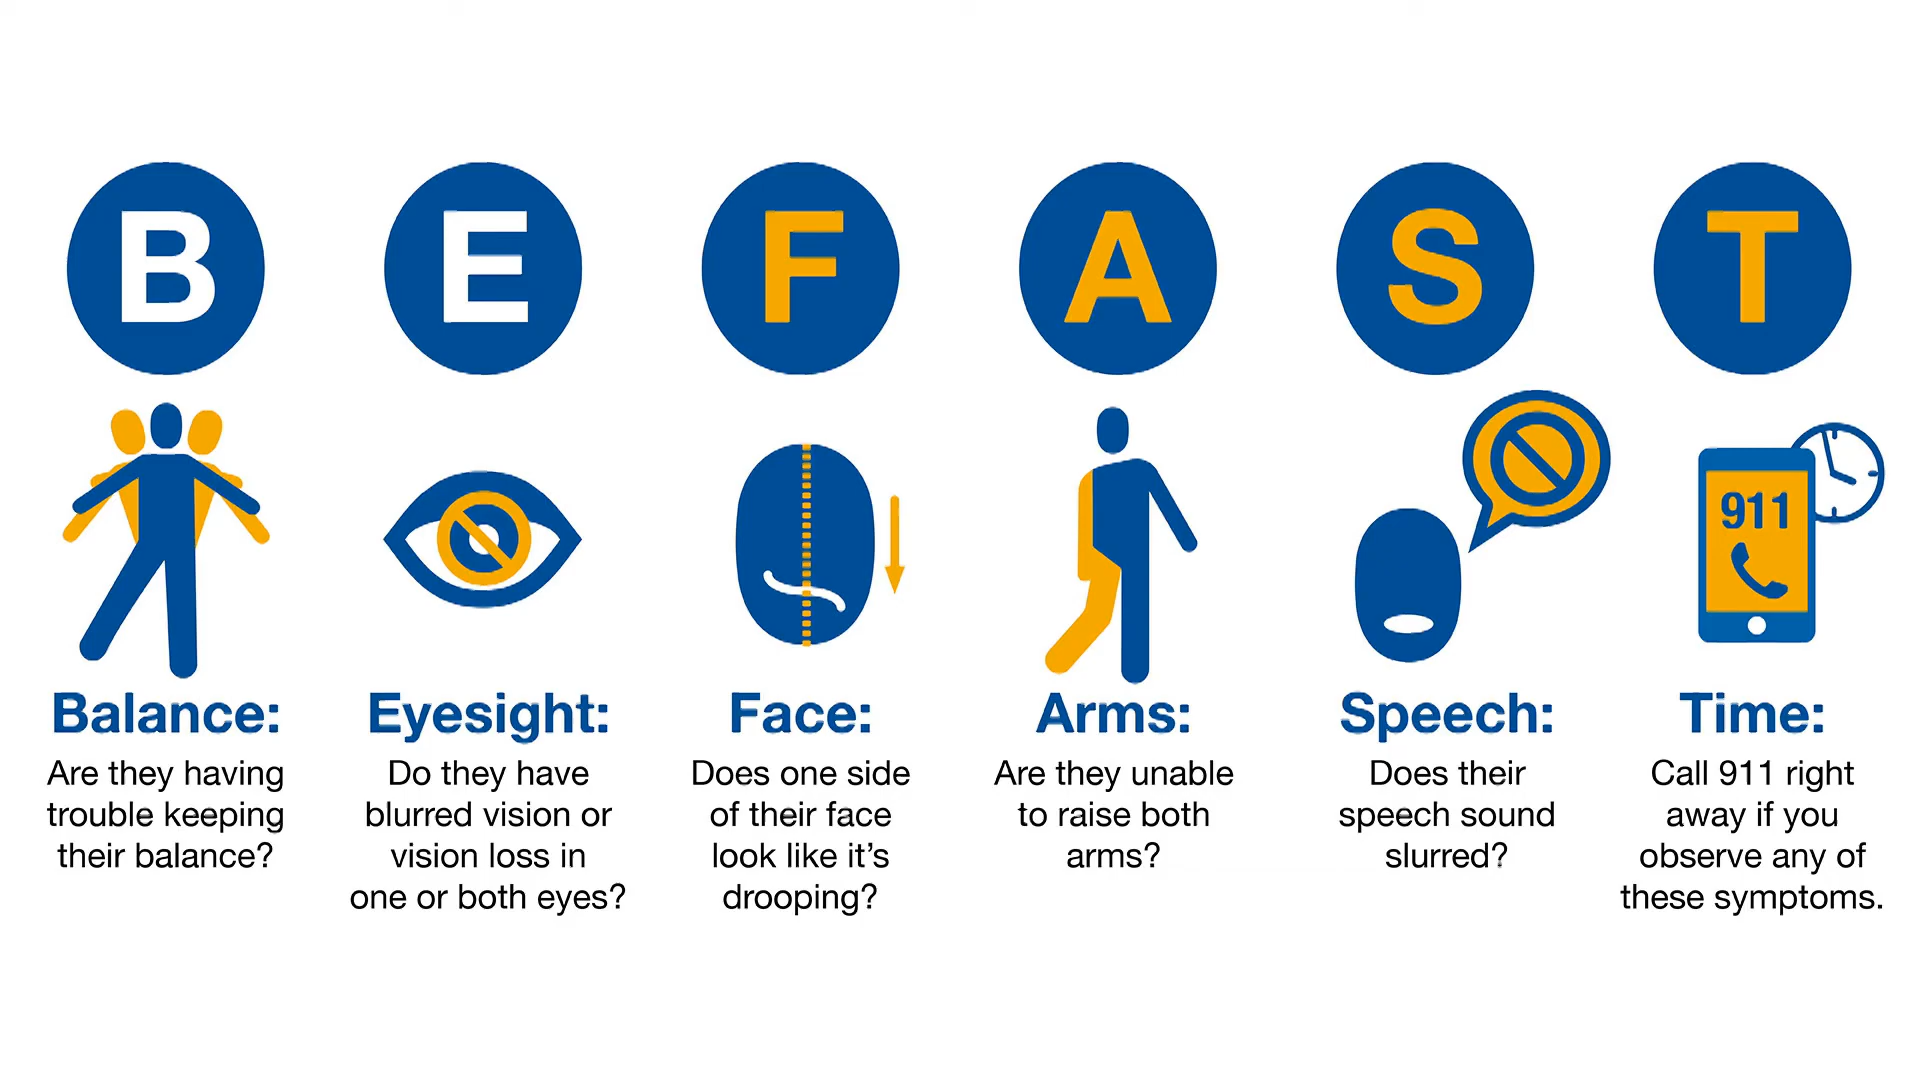 B E F A S T
911
Balance:
Are they having
trouble keeping
their balance?
Eyesight:
Do they have
blurred vision or
vision loss in
one or both eyes?
Face:
Does one side
of their face
look like it's
drooping?
Arms:
Are they unable
to raise both
arms?
Speech:
Does their
speech sound
slurred?
Time:
Call 911 right
away if you
observe any of
these symptoms.